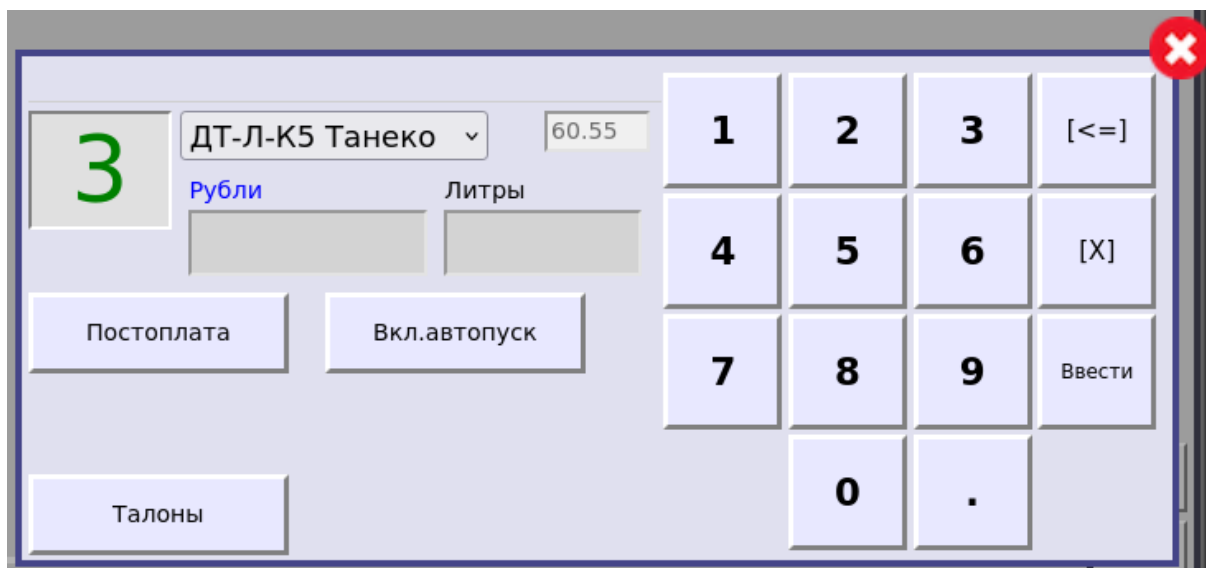 3
ДТ-Л-К5 Танеко
60.55
Рубли
Литры
Постоплата
Вкл.автопуск
Талоны
1 2 3 [<=]
4 5 6 [X]
7 8 9 Ввести
0 .